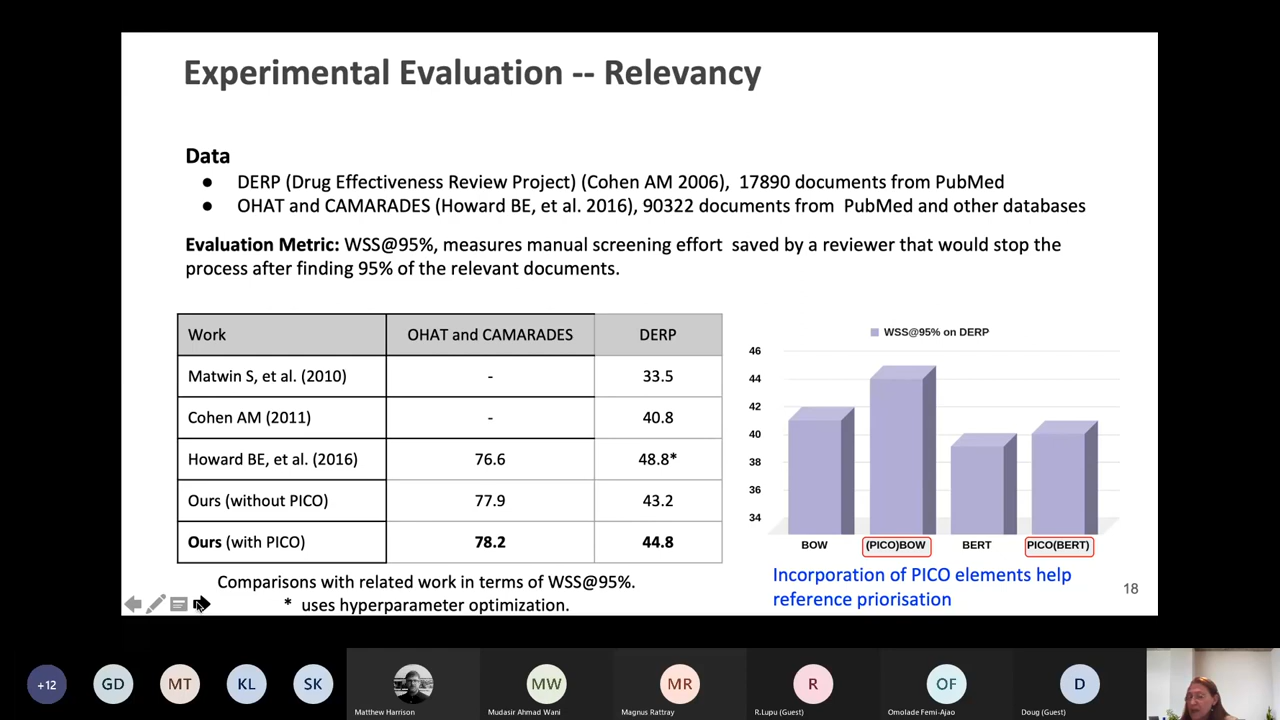 Experimental Evaluation -- Relevancy
Data
● DERP (Drug Effectiveness Review Project) (Cohen AM 2006), 17890 documents from PubMed
● OHAT and CAMARADES (Howard BE, et al. 2016), 90322 documents from PubMed and other databases
Evaluation Metric: WSS@95%, measures manual screening effort saved by a reviewer that would stop the
process after finding 95% of the relevant documents.
Work OHAT and CAMARADES DERP
Matwin S, et al. (2010) - 33.5
Cohen AM (2011) - 40.8
Howard BE, et al. (2016) 76.6 48.8*
Ours (without PICO) 77.9 43.2
Ours (with PICO) 78.2 44.8
Comparisons with related work in terms of WSS@95%.
* uses hyperparameter optimization.
WSS@95% on DERP
46
44
42
40
38
36
34
BOW (PICO)BOW BERT PICO(BERT)
Incorporation of PICO elements help
reference priorisation
18
+12 GD MT KL SK MW MR R OF D
Matthew Harrison Mudasir Ahmad Wani Magnus Rattray R.Lupu (Guest) Omolade Femi-Ajao Doug (Guest)